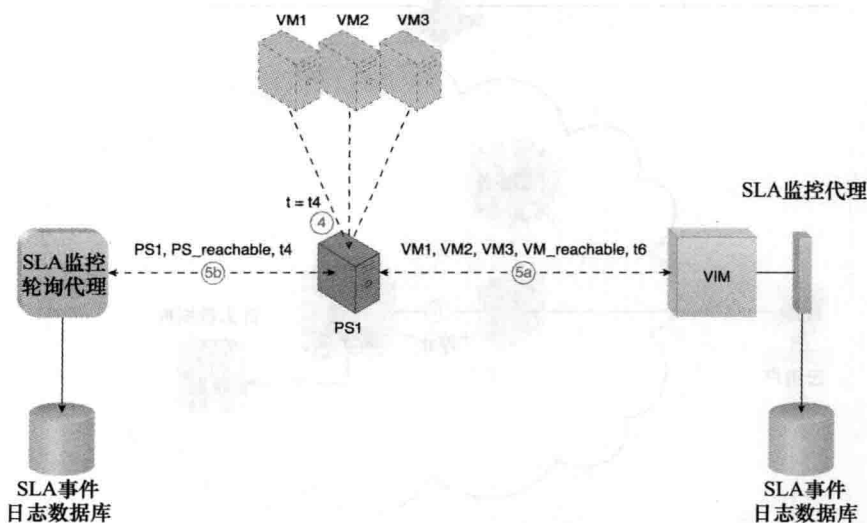 VM1 VM2 VM3
t = t4
4
SLA监控代理
SLA监控
轮询代理
PS1, PS_reachable, t4
5b
VM1, VM2, VM3, VM_reachable, t6
5a
VIM
PS1
SLA事件
日志数据库
SLA事件
日志数据库